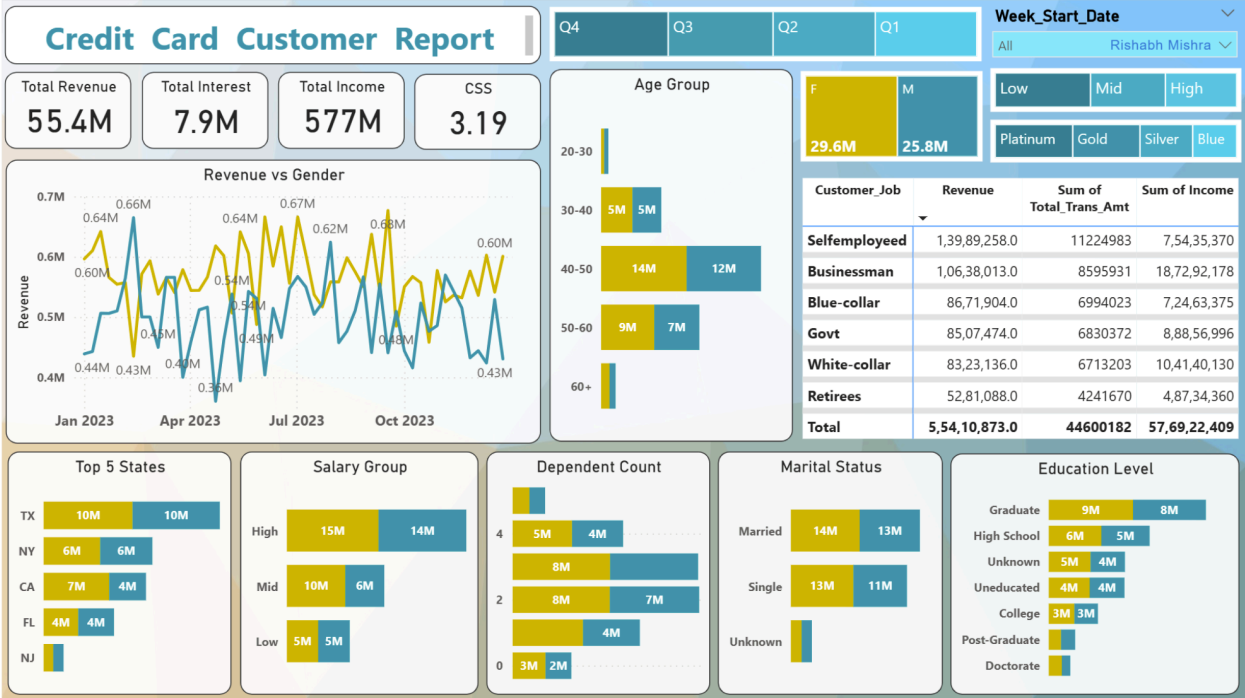 Credit Card Customer Report
Q4 Q3 Q2 Q1
Week_Start_Date
All Rishabh Mishra
Total Revenue
55.4M
Total Interest
7.9M
Total Income
577M
CSS
3.19
Low Mid High
Platinum Gold Silver Blue
F
29.6M
M
25.8M
Revenue vs Gender
Revenue
0.7M
0.6M
0.5M
0.4M
0.64M
0.66M
0.64M
0.67M
0.62M
0.68M
0.60M
0.60M
0.54M
0.54M
0.45M
0.49M
0.48M
0.44M
0.43M
0.40M
0.36M
0.43M
Jan 2023 Apr 2023 Jul 2023 Oct 2023
Age Group
20-30
30-40 5M 5M
40-50 14M 12M
50-60 9M 7M
60+
Customer_Job Revenue Sum of Total_Trans_Amt Sum of Income
Selfemployeed 1,39,89,258.0 11224983 7,54,35,370
Businessman 1,06,38,013.0 8595931 18,72,92,178
Blue-collar 86,71,904.0 6994023 7,24,63,375
Govt 85,07,474.0 6830372 8,88,56,996
White-collar 83,23,136.0 6713203 10,41,40,130
Retirees 52,81,088.0 4241670 4,87,34,360
Total 5,54,10,873.0 44600182 57,69,22,409
Top 5 States
TX 10M 10M
NY 6M 6M
CA 7M 4M
FL 4M 4M
NJ
Salary Group
High 15M 14M
Mid 10M 6M
Low 5M 5M
Dependent Count
4 5M 4M
8M
2 8M 7M
4M
0 3M 2M
Marital Status
Married 14M 13M
Single 13M 11M
Unknown
Education Level
Graduate 9M 8M
High School 6M 5M
Unknown 5M 4M
Uneducated 4M 4M
College 3M 3M
Post-Graduate
Doctorate